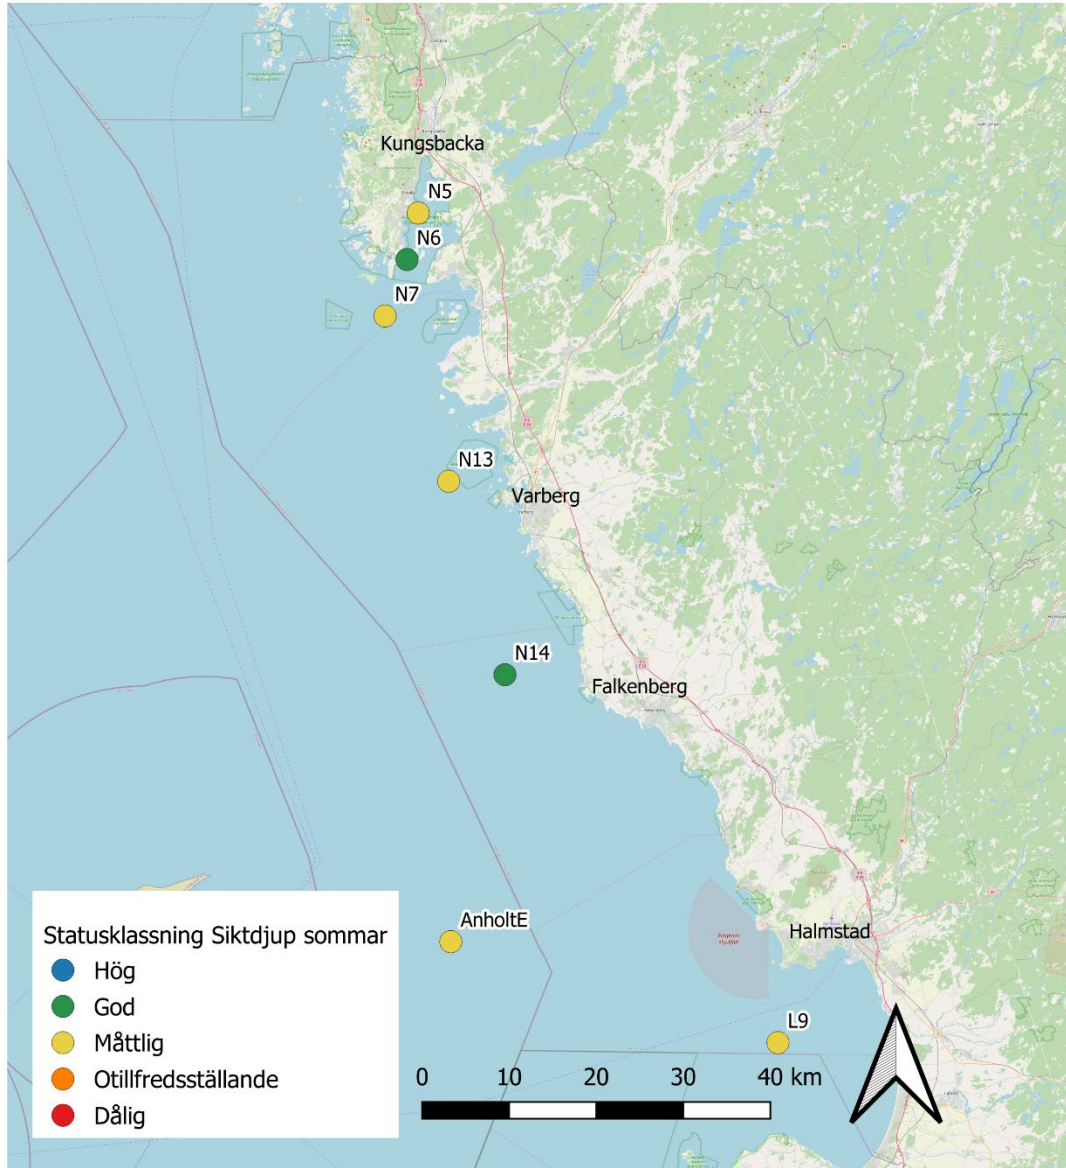 Kungsbacka
N5
N6
N7
N13
Varberg
N14
Falkenberg
AnholtE
Halmstad
L9
Statusklassning Siktdjup sommar
Hög
God
Måttlig
Otillfredsställande
Dålig
0 10 20 30 40 km